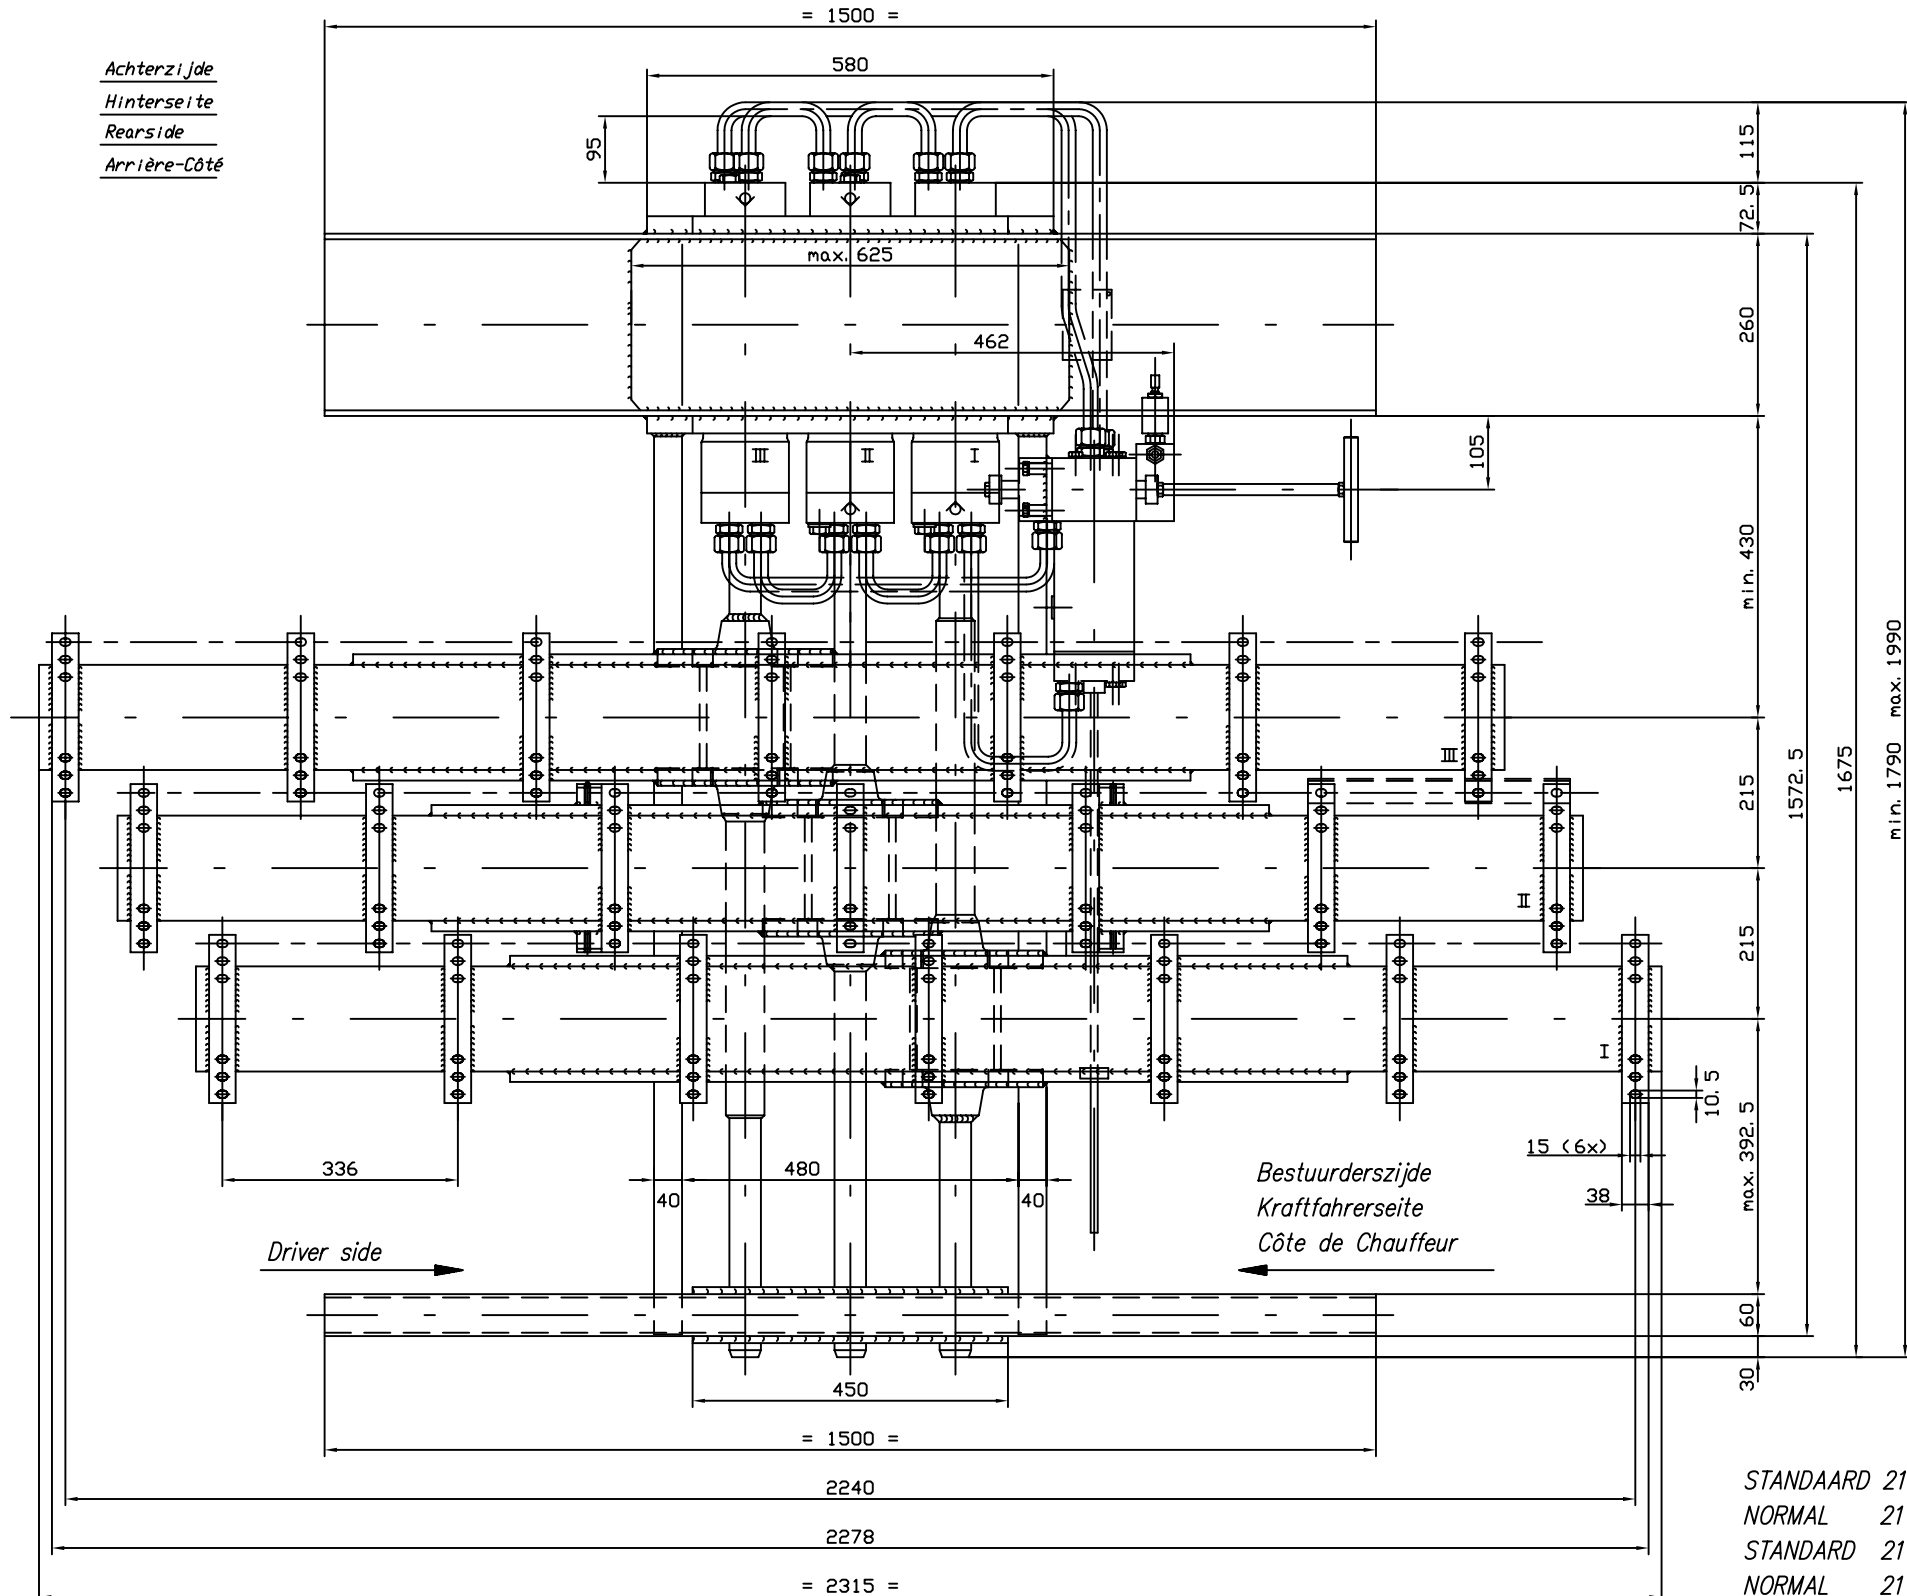 = 1500 =
580
Achterzijde
Hinterseite
Rearside
Arrière-Côté
95
115
72.5
max. 625
260
462
105
III
II
I
min. 430
min. 1790 max. 1990
III
215
1572.5
1675
II
215
I
10.5
336
480
15 (6x)
40
40
38
max. 392.5
Bestuurderszijde
Kraftfahrerseite
Côte de Chauffeur
Driver side
60
30
450
= 1500 =
2240
STANDAARD 21
NORMAL 21
2278
STANDARD 21
= 2315 =
NORMAL 21